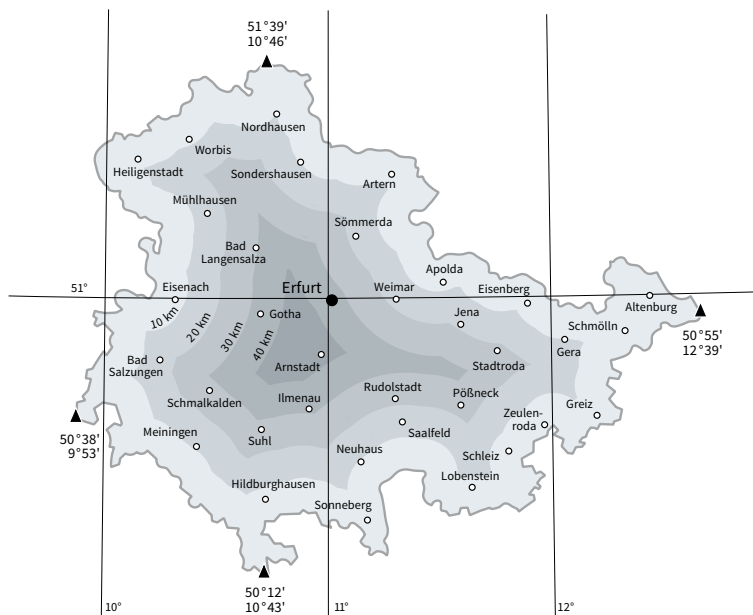 51°39'
10°46'
Nordhausen
Worbis
Heiligenstadt
Sondershausen
Artern
Mühlhausen
Sömmerda
Bad
Langensalza
Apolda
51°
Eisenach
Erfurt
Weimar
Eisenberg
Altenburg
10 km
20 km
30 km
40 km
Gotha
Jena
Schmölln
50°55'
12°39'
Gera
Bad
Salzungen
Arnstadt
Stadtroda
Schmalkalden
Ilmenau
Rudolstadt
Pößneck
Zeulen-
roda
Greiz
50°38'
9°53'
Meiningen
Suhl
Saalfeld
Neuhaus
Schleiz
Hildburghausen
Lobenstein
Sonneberg
50°12'
10°43'
10°
11°
12°